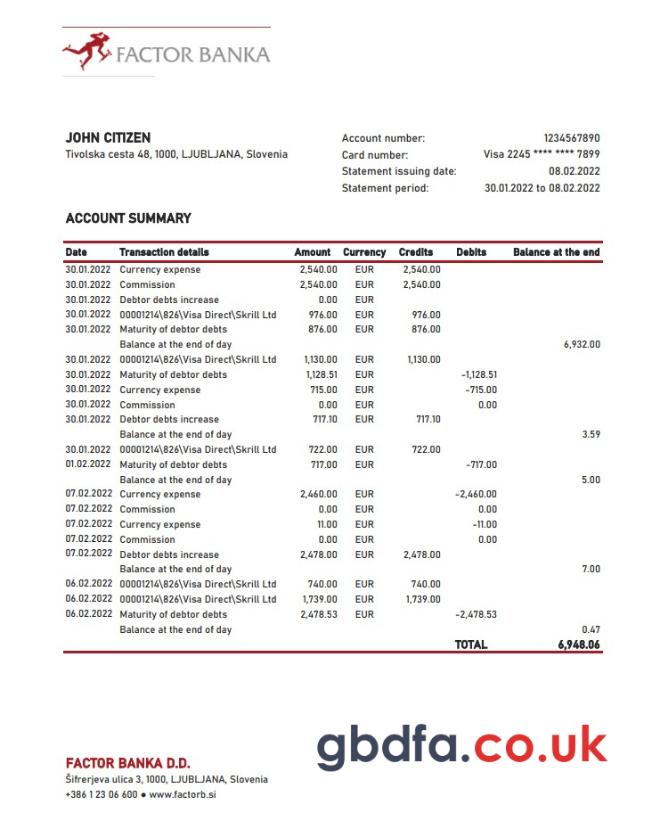 FACTOR BANKA
JOHN CITIZEN
Tivolska cesta 48, 1000, LJUBLJANA, Slovenia
Account number: 1234567890
Card number: Visa 2245 **** **** 7899
Statement issuing date: 08.02.2022
Statement period: 30.01.2022 to 08.02.2022
ACCOUNT SUMMARY
Date Transaction details Amount Currency Credits Debits Balance at the end
30.01.2022 Currency expense 2,540.00 EUR 2,540.00
30.01.2022 Commission 2,540.00 EUR 2,540.00
30.01.2022 Debtor debts increase 0.00 EUR
30.01.2022 00001214\826\Visa Direct\Skrill Ltd 976.00 EUR 976.00
30.01.2022 Maturity of debtor debts 876.00 EUR 876.00
Balance at the end of day 6,932.00
30.01.2022 00001214\826\Visa Direct\Skrill Ltd 1,130.00 EUR 1,130.00
30.01.2022 Maturity of debtor debts 1,128.51 EUR -1,128.51
30.01.2022 Currency expense 715.00 EUR -715.00
30.01.2022 Commission 0.00 EUR 0.00
30.01.2022 Debtor debts increase 717.10 EUR 717.10
Balance at the end of day 3.59
30.01.2022 00001214\826\Visa Direct\Skrill Ltd 722.00 EUR 722.00
01.02.2022 Maturity of debtor debts 717.00 EUR -717.00
Balance at the end of day 5.00
07.02.2022 Currency expense 2,460.00 EUR -2,460.00
07.02.2022 Commission 0.00 EUR 0.00
07.02.2022 Currency expense 11.00 EUR -11.00
07.02.2022 Commission 0.00 EUR 0.00
07.02.2022 Debtor debts increase 2,478.00 EUR 2,478.00
Balance at the end of day 7.00
06.02.2022 00001214\826\Visa Direct\Skrill Ltd 740.00 EUR 740.00
06.02.2022 00001214\826\Visa Direct\Skrill Ltd 1,739.00 EUR 1,739.00
06.02.2022 Maturity of debtor debts 2,478.53 EUR -2,478.53
Balance at the end of day 0.47
TOTAL 6,948.06
gbdfa.co.uk
FACTOR BANKA D.D.
Šifrerjeva ulica 3, 1000, LJUBLJANA, Slovenia
+386 1 23 06 600 ● www.factorb.si